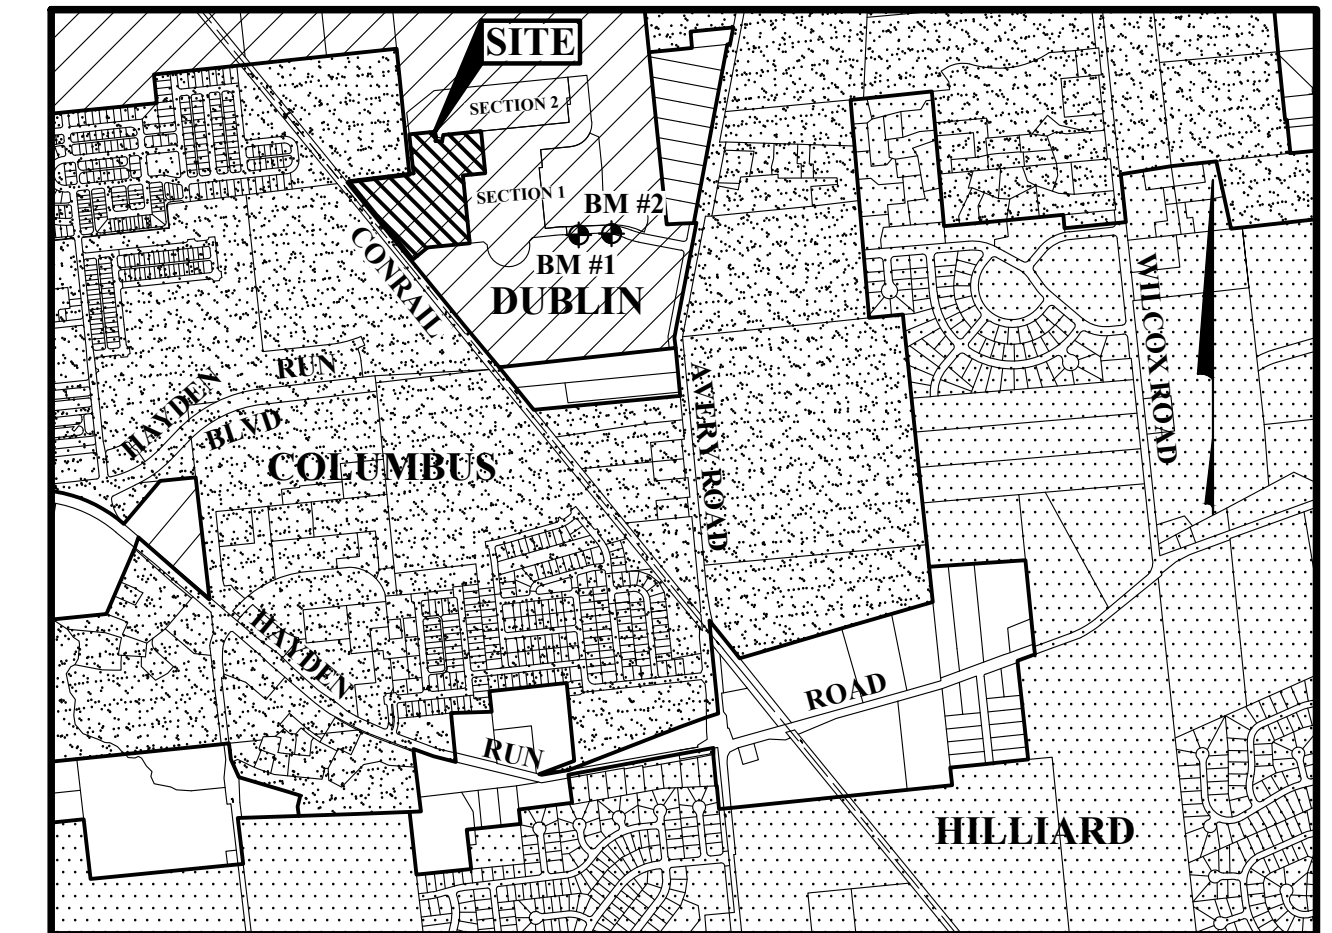 SITE
SECTION 2
SECTION 1
BM #2
BM #1
DUBLIN
CONRAIL
WILCOX ROAD
HAYDEN RUN
BLVD.
AVERY ROAD
COLUMBUS
HAYDEN
RUN
ROAD
HILLIARD